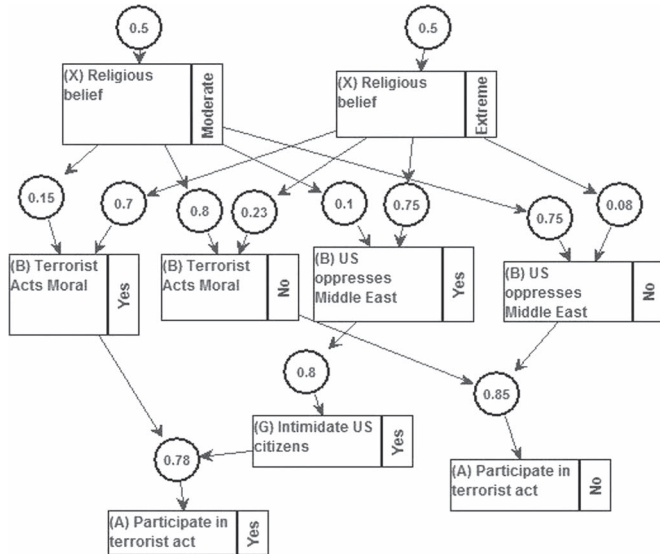 0.5
0.5
(X) Religious
belief
Moderate
(X) Religious
belief
Extreme
0.15
0.7
0.8
0.23
0.1
0.75
0.75
0.08
(B) Terrorist
Acts Moral
Yes
(B) Terrorist
Acts Moral
No
(B) US
oppresses
Middle East
Yes
(B) US
oppresses
Middle East
No
0.8
0.85
(G) Intimidate US
citizens
Yes
0.78
(A) Participate in
terrorist act
No
(A) Participate in
terrorist act
Yes